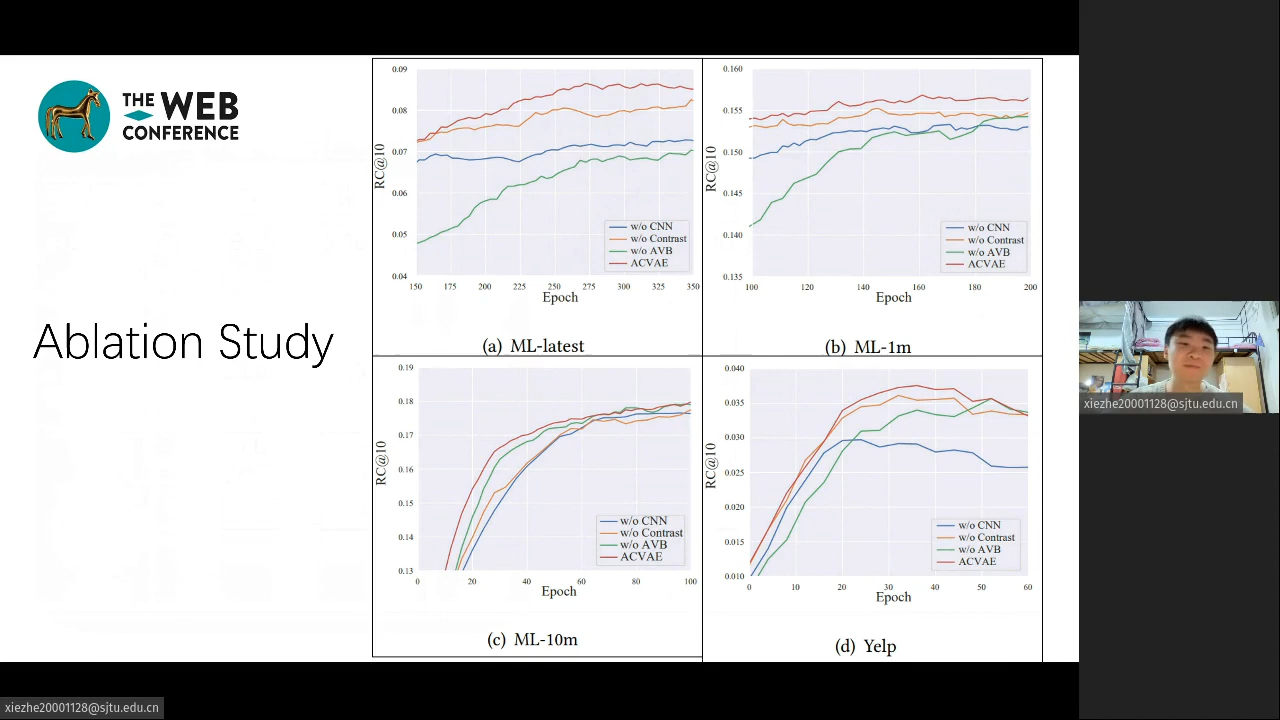 THE WEB
CONFERENCE
Ablation Study
0.09
0.08
0.07
0.06
0.05
0.04
RC@10
150 175 200 225 250 275 300 325 350
Epoch
w/o CNN
w/o Contrast
w/o AVB
ACVAE
(a) ML-latest
0.160
0.155
0.150
0.145
0.140
0.135
RC@10
100 120 140 160 180 200
Epoch
w/o CNN
w/o Contrast
w/o AVB
ACVAE
(b) ML-1m
0.19
0.18
0.17
0.16
0.15
0.14
0.13
RC@10
0 20 40 60 80 100
Epoch
w/o CNN
w/o Contrast
w/o AVB
ACVAE
(c) ML-10m
0.040
0.035
0.030
0.025
0.020
0.015
0.010
RC@10
0 10 20 30 40 50 60
Epoch
w/o CNN
w/o Contrast
w/o AVB
ACVAE
(d) Yelp
xiezhe20001128@sjtu.edu.cn
xiezhe20001128@sjtu.edu.cn